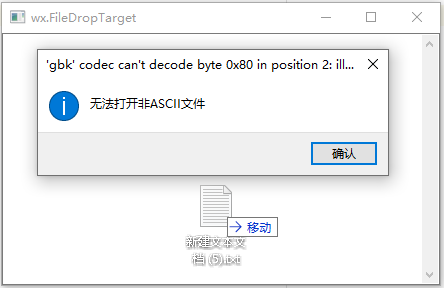 wx.FileDropTarget
'gbk' codec can't decode byte 0x80 in position 2: ill...
无法打开非ASCII文件
确认
移动
新建文本文
档 (5).txt